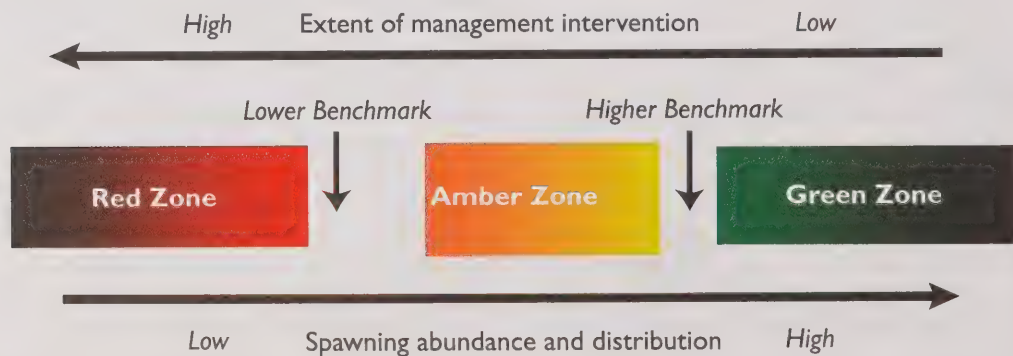 High Extent of management intervention Low
Lower Benchmark Higher Benchmark
Red Zone Amber Zone Green Zone
Low Spawning abundance and distribution High